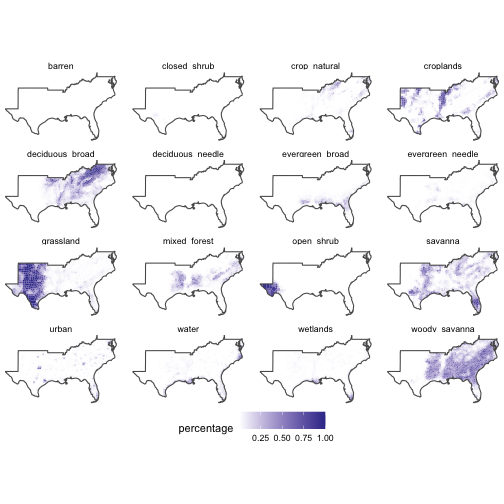 barren closed_shrub crop_natural croplands
deciduous_broad deciduous_needle evergreen_broad evergreen_needle
grassland mixed_forest open_shrub savanna
urban water wetlands woody_savanna
percentage
0.25 0.50 0.75 1.00